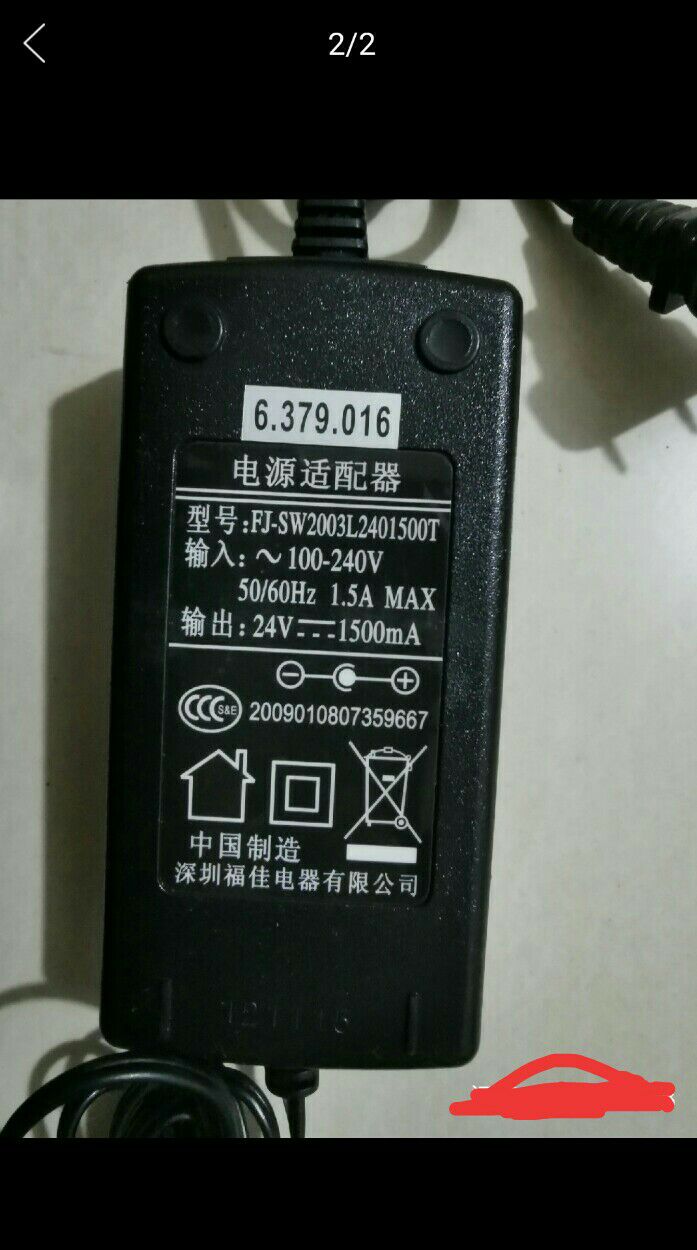 2/2
6.379.016
电源适配器
型号:FJ-SW2003L2401500T
输入:～100-240V
50/60Hz 1.5A MAX
输出:24V⎓1500mA
CCC S&E 2009010807359667
中国制造
深圳福佳电器有限公司